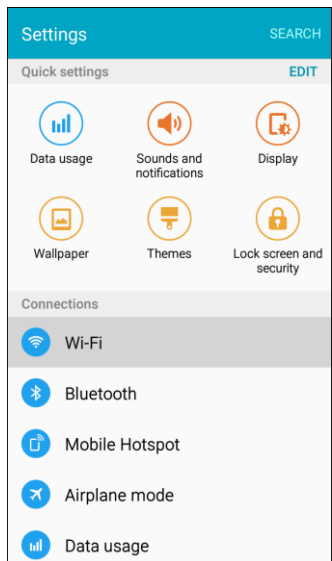 Settings SEARCH
Quick settings EDIT
Data usage Sounds and notifications Display
Wallpaper Themes Lock screen and security
Connections
Wi-Fi
Bluetooth
Mobile Hotspot
Airplane mode
Data usage